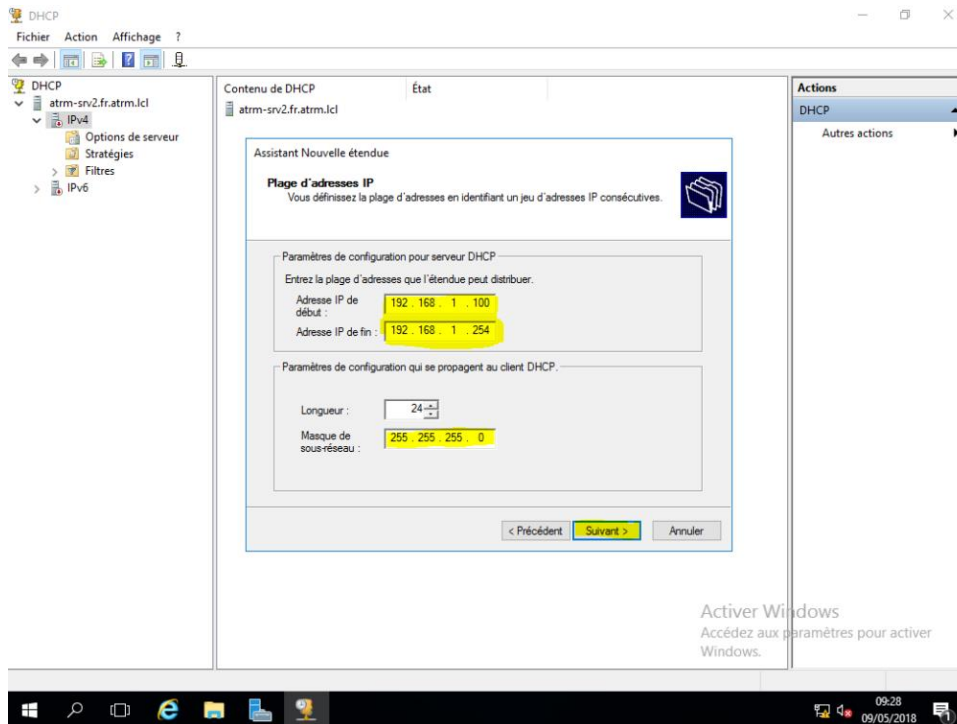 DHCP
Fichier Action Affichage ?
DHCP
atrm-srv2.fr.atrm.lcl
IPv4
Options de serveur
Stratégies
Filtres
IPv6
Contenu de DHCP État
atrm-srv2.fr.atrm.lcl
Actions
DHCP
Autres actions
Assistant Nouvelle étendue
Plage d'adresses IP
Vous définissez la plage d'adresses en identifiant un jeu d'adresses IP consécutives.
Paramètres de configuration pour serveur DHCP
Entrez la plage d'adresses que l'étendue peut distribuer.
Adresse IP de
début :
192 . 168 . 1 . 100
Adresse IP de fin : 192 . 168 . 1 . 254
Paramètres de configuration qui se propagent au client DHCP.
Longueur : 24
Masque de
sous-réseau :
255 . 255 . 255 . 0
< Précédent Suivant > Annuler
Activer Windows
Accédez aux paramètres pour activer
Windows.
09:28
09/05/2018
1